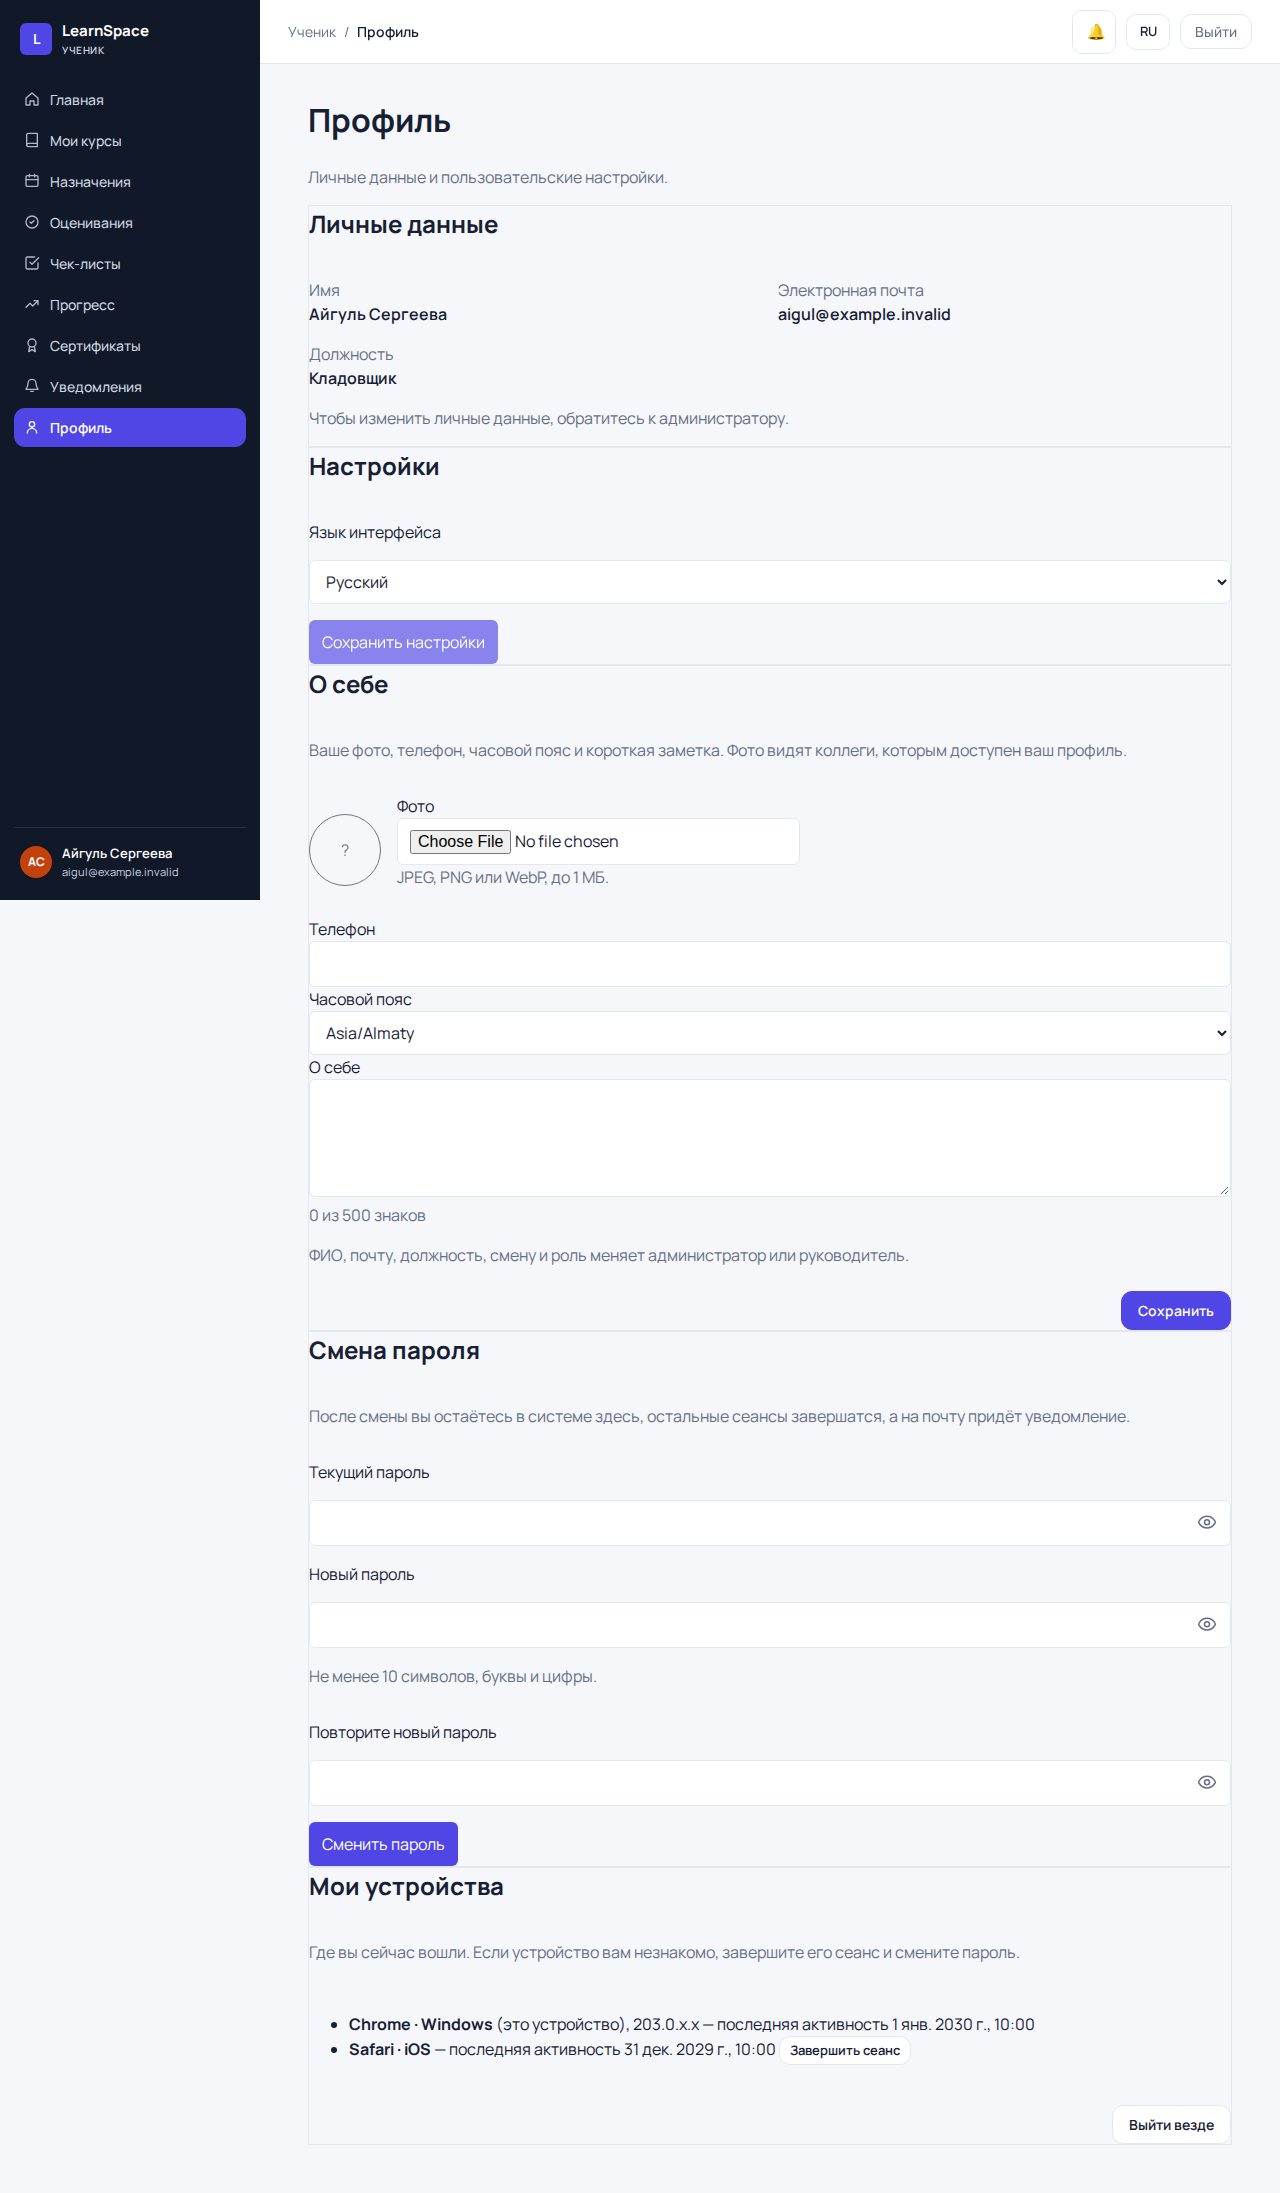 L
LearnSpace
УЧЕНИК
Главная
Мои курсы
Назначения
Оценивания
Чек-листы
Прогресс
Сертификаты
Уведомления
Профиль
АС
Айгуль Сергеева
aigul@example.invalid
Ученик / Профиль
RU
Выйти
Профиль
Личные данные и пользовательские настройки.
Личные данные
Имя
Айгуль Сергеева
Электронная почта
aigul@example.invalid
Должность
Кладовщик
Чтобы изменить личные данные, обратитесь к администратору.
Настройки
Язык интерфейса
Русский
Сохранить настройки
О себе
Ваше фото, телефон, часовой пояс и короткая заметка. Фото видят коллеги, которым доступен ваш профиль.
?
Фото
Choose File No file chosen
JPEG, PNG или WebP, до 1 МБ.
Телефон
Часовой пояс
Asia/Almaty
О себе
0 из 500 знаков
ФИО, почту, должность, смену и роль меняет администратор или руководитель.
Сохранить
Смена пароля
После смены вы остаётесь в системе здесь, остальные сеансы завершатся, а на почту придёт уведомление.
Текущий пароль
Новый пароль
Не менее 10 символов, буквы и цифры.
Повторите новый пароль
Сменить пароль
Мои устройства
Где вы сейчас вошли. Если устройство вам незнакомо, завершите его сеанс и смените пароль.
Chrome · Windows (это устройство), 203.0.x.x — последняя активность 1 янв. 2030 г., 10:00
Safari · iOS — последняя активность 31 дек. 2029 г., 10:00 Завершить сеанс
Выйти везде